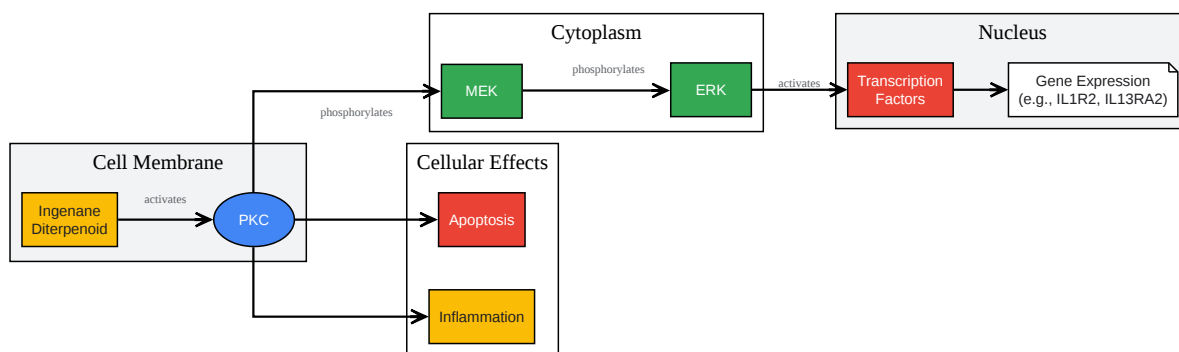 Cytoplasm
Nucleus
MEK
phosphorylates
ERK
activates
Transcription
Factors
Gene Expression
(e.g., IL1R2, IL13RA2)
phosphorylates
Cell Membrane
Cellular Effects
Ingenane
Diterpenoid
activates
PKC
Apoptosis
Inflammation